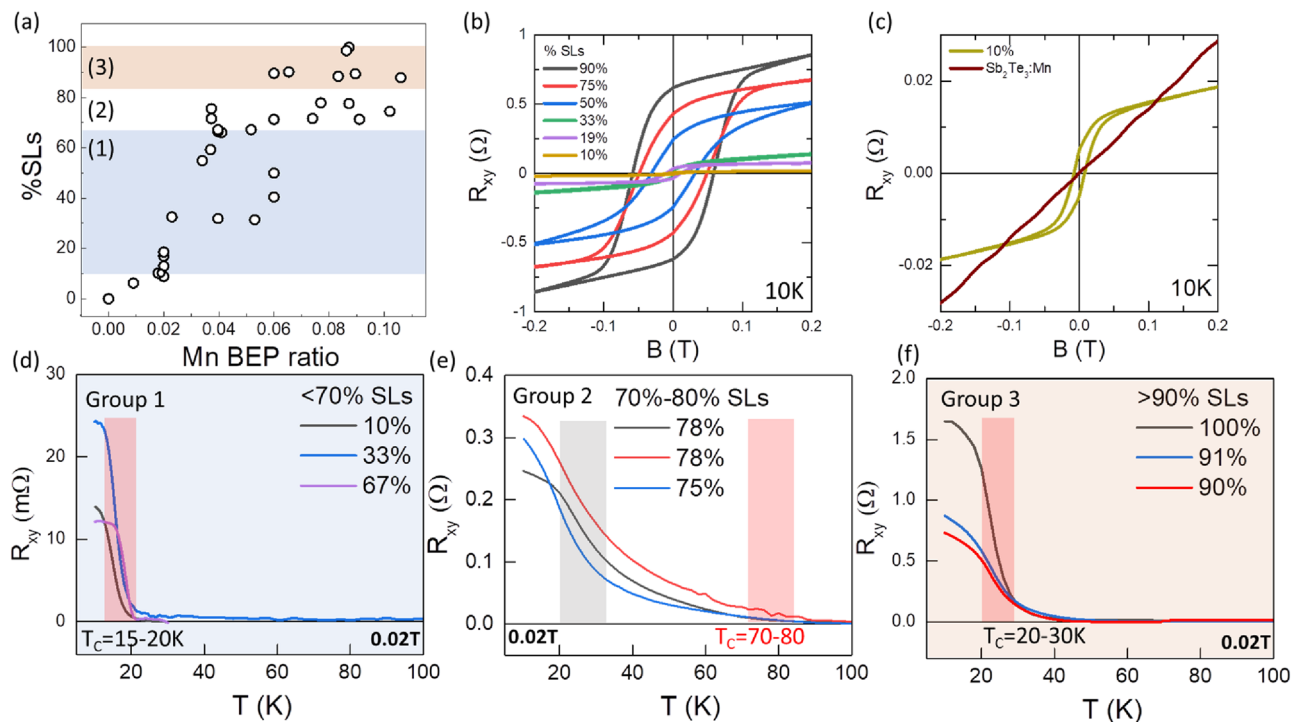 (a)
%SLs
100
80
60
40
20
0
(3)
(2)
(1)
0.00 0.02 0.04 0.06 0.08 0.10
Mn BEP ratio
(b)
R_xy (Ω)
1
0.5
0
-0.5
-1
% SLs
90%
75%
50%
33%
19%
10%
10K
-0.2 -0.1 0 0.1 0.2
B (T)
(c)
R_xy (Ω)
0.02
0.00
-0.02
10%
Sb₂Te₃:Mn
10K
-0.2 -0.1 0.0 0.1 0.2
B (T)
(d)
R_xy (mΩ)
30
20
10
0
Group 1
<70% SLs
10%
33%
67%
T_C=15-20K
0.02T
20 40 60 80 100
T (K)
(e)
R_xy (Ω)
0.4
0.3
0.2
0.1
0.0
Group 2
70%-80% SLs
78%
78%
75%
0.02T
T_C=70-80
20 40 60 80 100
T (K)
(f)
R_xy (Ω)
2.0
1.5
1.0
0.5
0.0
Group 3
>90% SLs
100%
91%
90%
T_C=20-30K
0.02T
20 40 60 80 100
T (K)